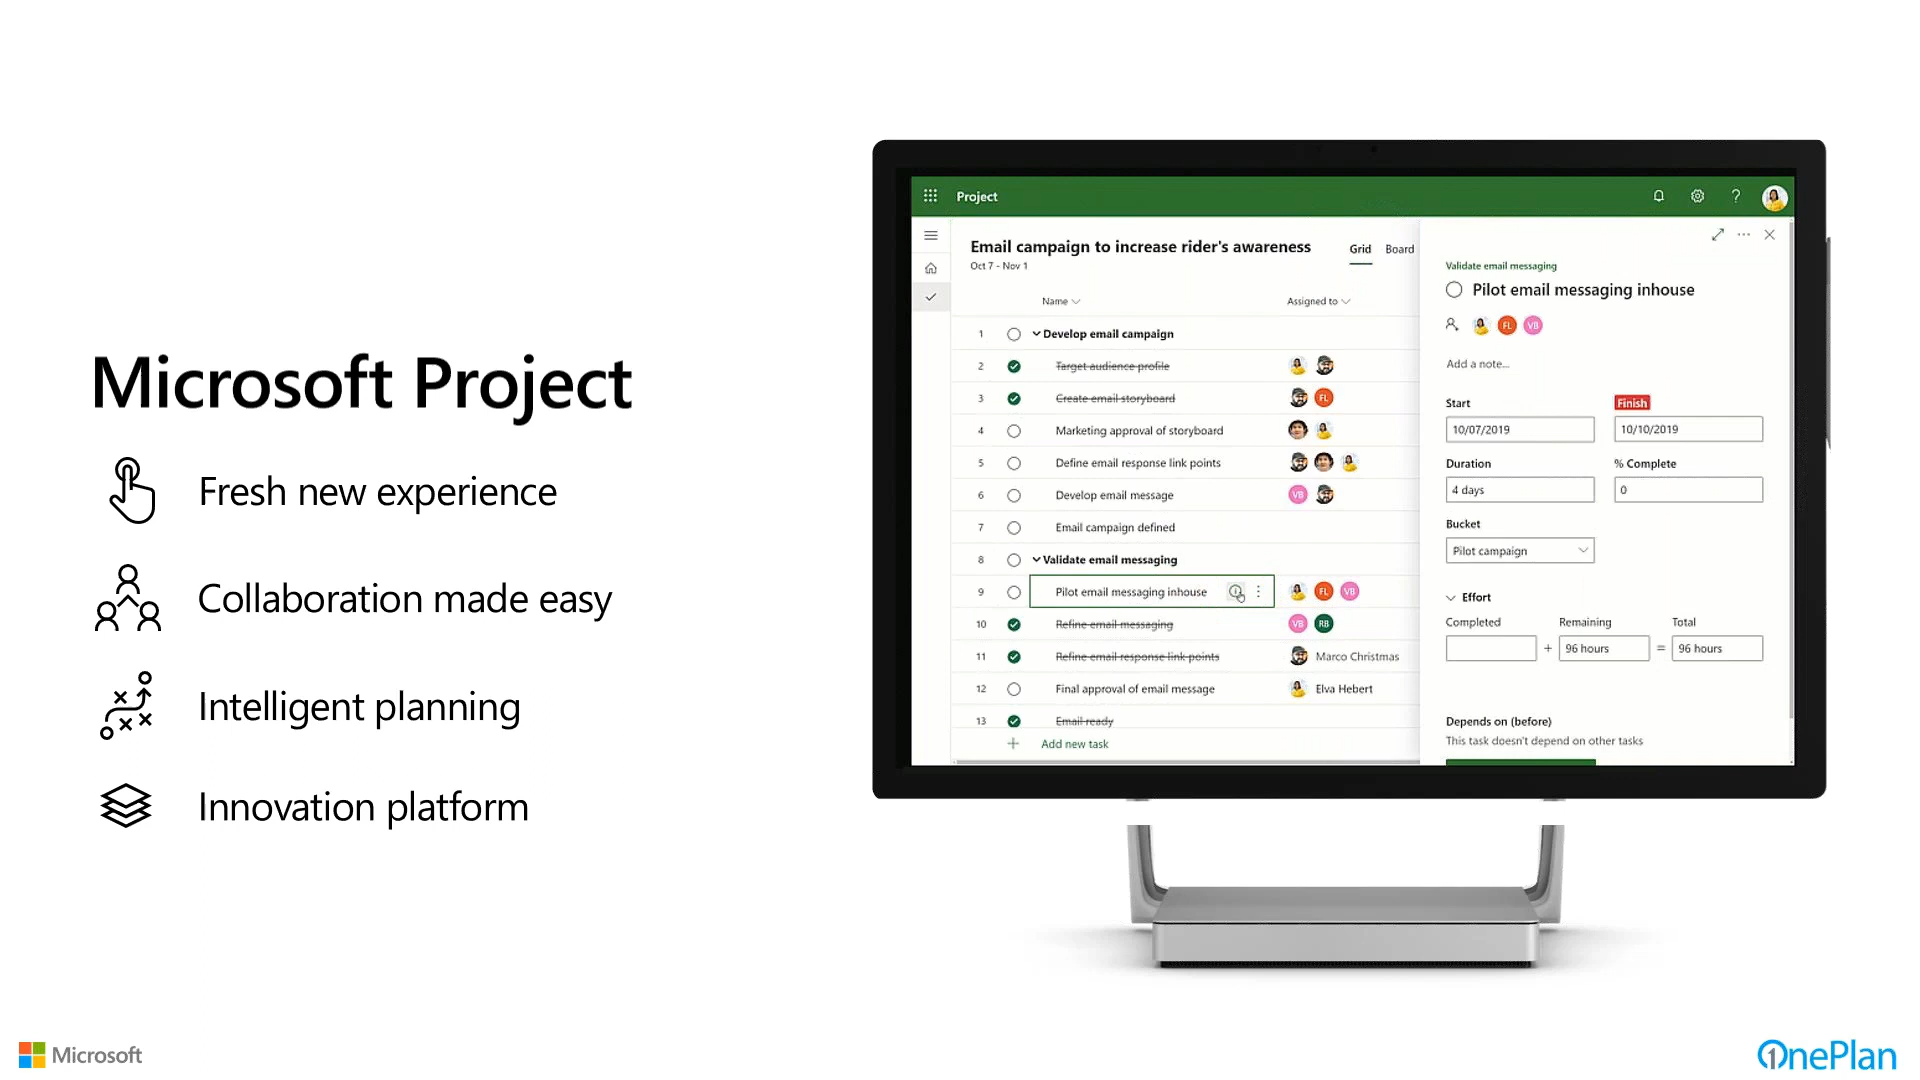 Microsoft Project
Fresh new experience
Collaboration made easy
Intelligent planning
Innovation platform
Project
?
Email campaign to increase rider's awareness
Oct 7 - Nov 1
Grid Board
Name
Assigned to
1 Develop email campaign
2 Target audience profile
3 Create email storyboard FL
4 Marketing approval of storyboard
5 Define email response link points
6 Develop email message VB
7 Email campaign defined
8 Validate email messaging
9 Pilot email messaging inhouse FL VB
10 Refine email messaging VB RB
11 Refine email response link points Marco Christmas
12 Final approval of email message Elva Hebert
13 Email ready
Add new task
Validate email messaging
Pilot email messaging inhouse
FL VB
Add a note...
Start Finish
10/07/2019 10/10/2019
Duration % Complete
4 days 0
Bucket
Pilot campaign
Effort
Completed Remaining Total
+ 96 hours = 96 hours
Depends on (before)
This task doesn't depend on other tasks
Microsoft
OnePlan